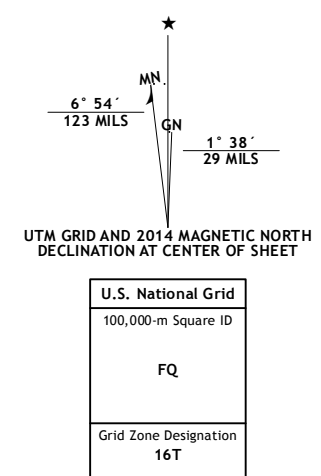 MN
GN
6° 54´
123 MILS
1° 38´
29 MILS
UTM GRID AND 2014 MAGNETIC NORTH
DECLINATION AT CENTER OF SHEET
U.S. National Grid
100,000-m Square ID
FQ
Grid Zone Designation
16T